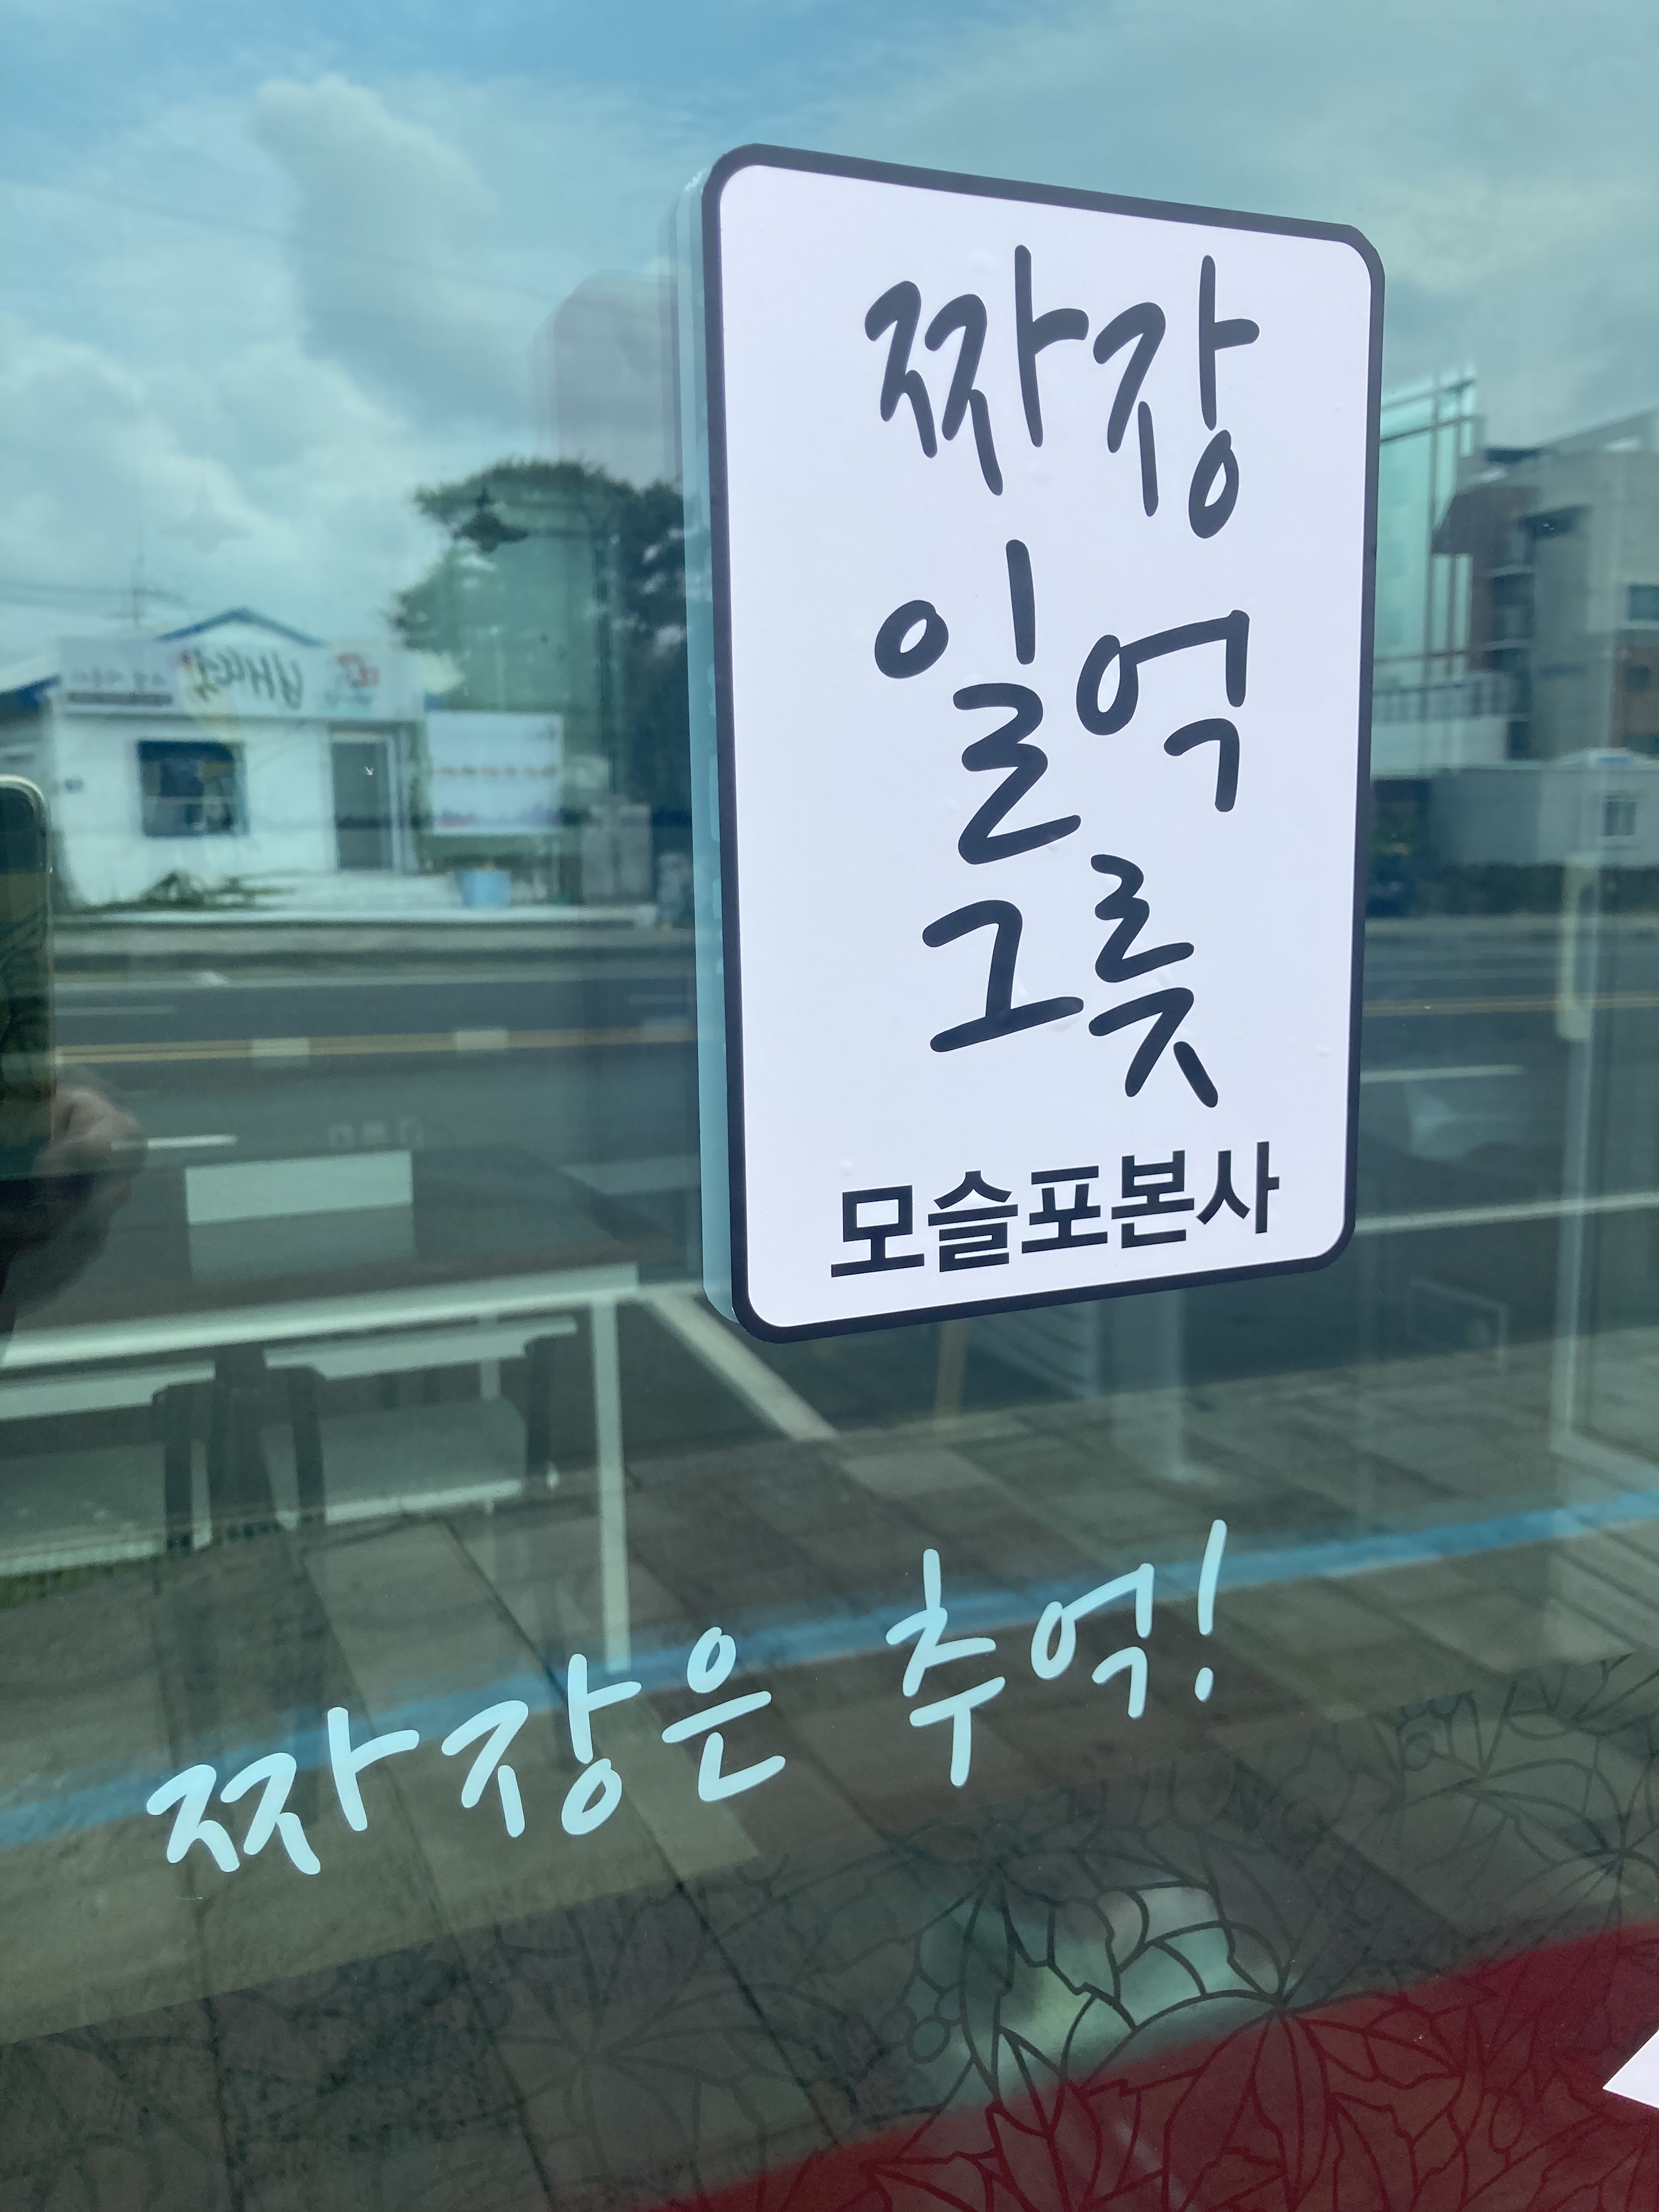 짜장
일억
그릇
모슬포본사
짜장은 추억!